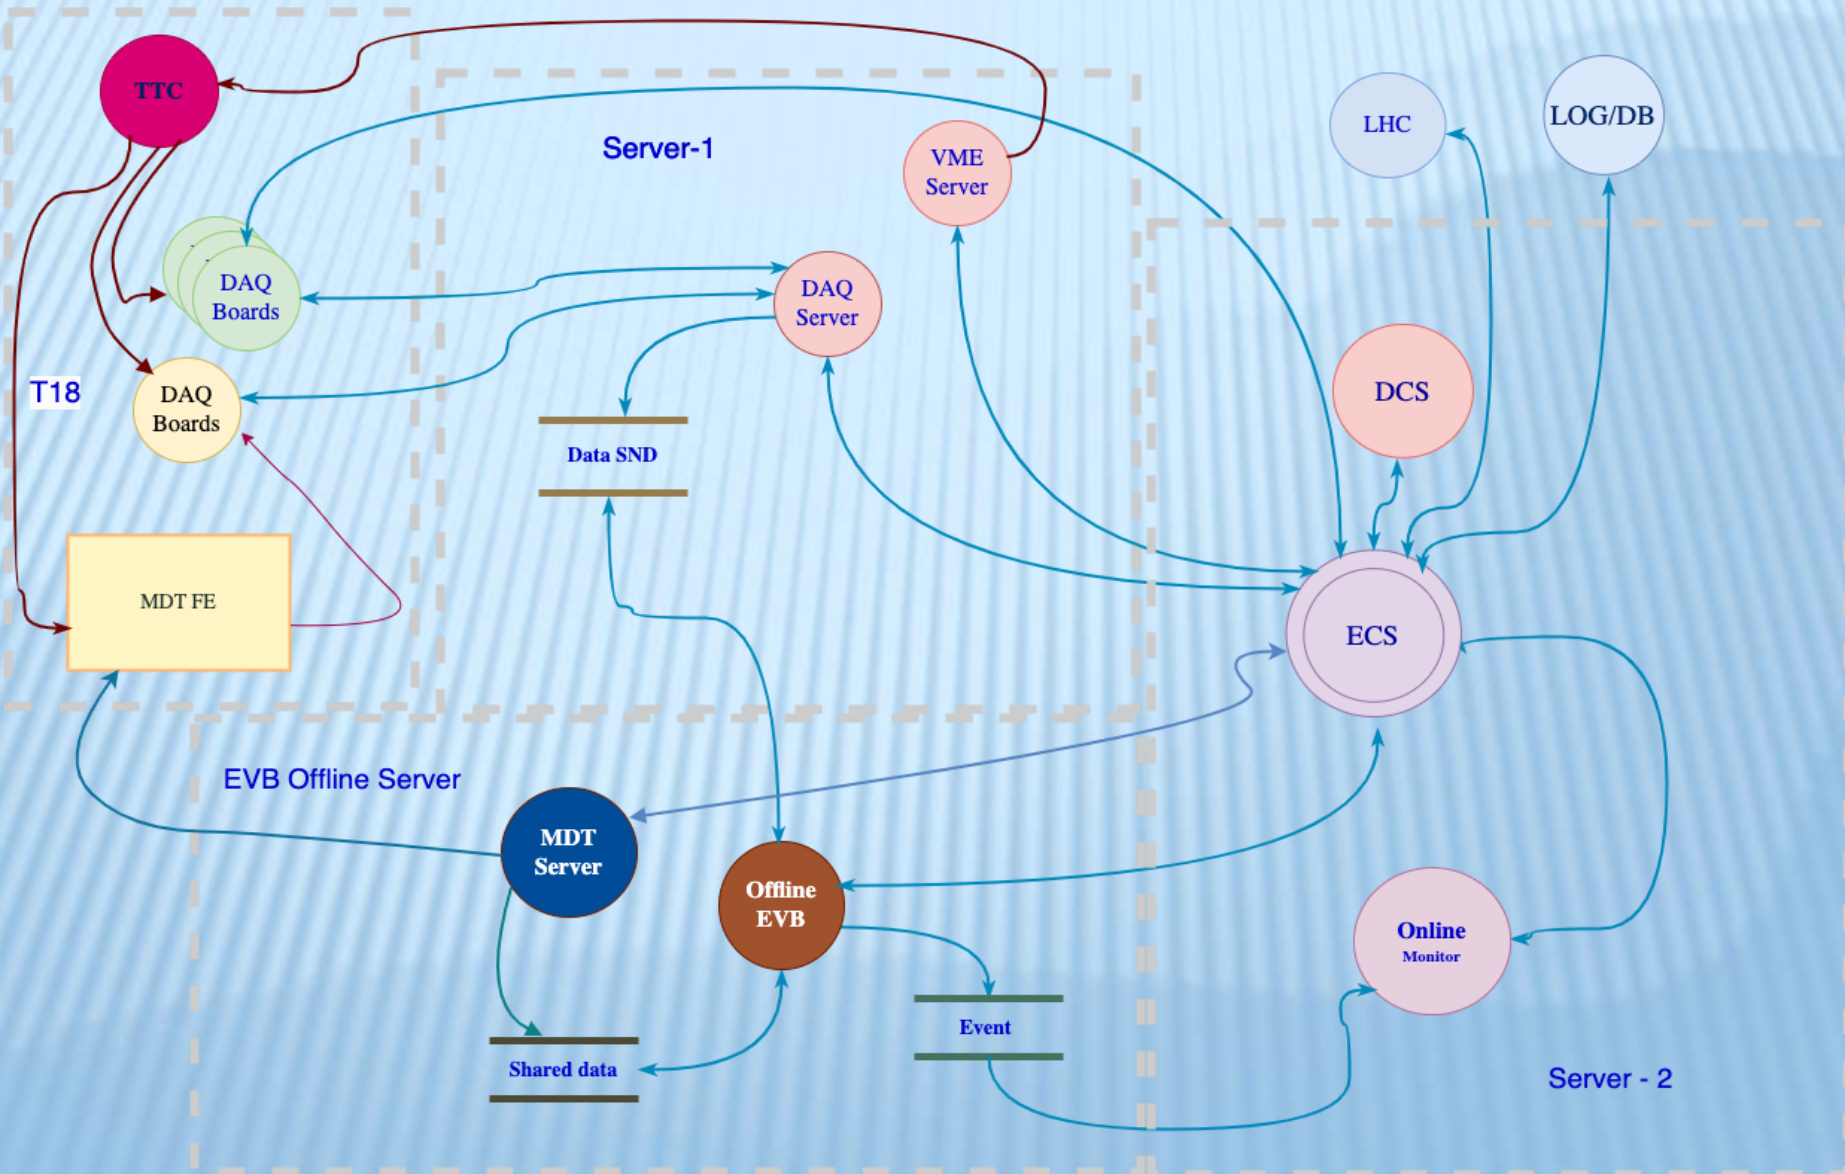 TTC
Server-1
VME
Server
LHC
LOG/DB
DAQ
Boards
DAQ
Server
T18
DAQ
Boards
DCS
Data SND
MDT FE
ECS
EVB Offline Server
MDT
Server
Offline
EVB
Online
Monitor
Event
Shared data
Server - 2